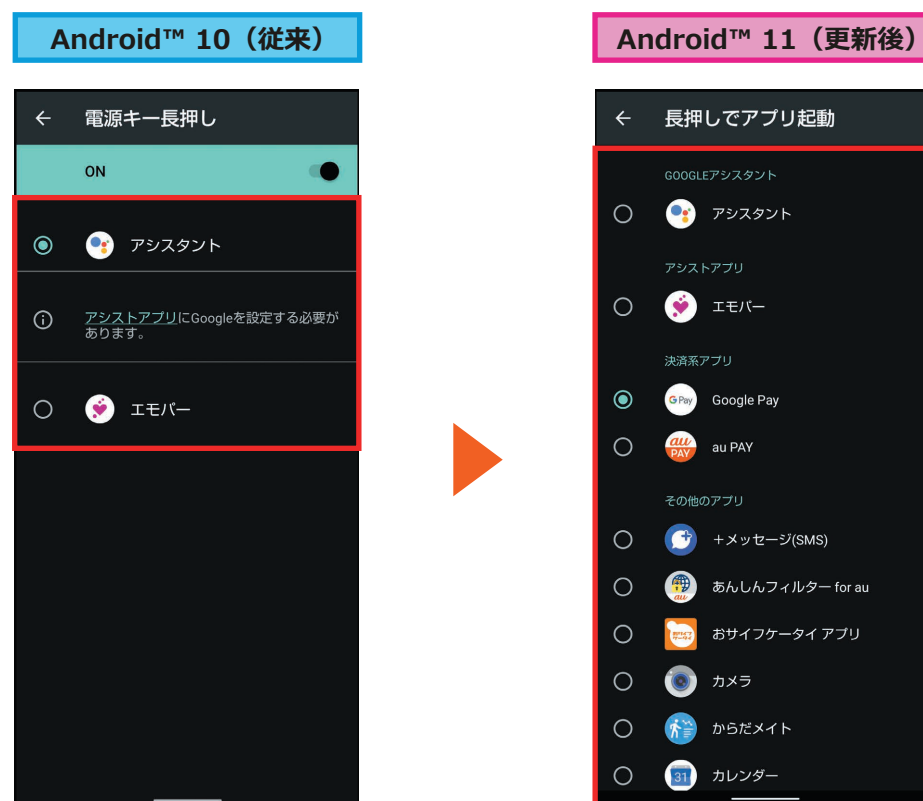 Android™ 10（従来）
電源キー長押し
ON
アシスタント
アシストアプリにGoogleを設定する必要が
あります。
エモパー
Android™ 11（更新後）
長押しでアプリ起動
GOOGLEアシスタント
アシスタント
アシストアプリ
エモパー
決済系アプリ
G Pay
Google Pay
au
PAY
au PAY
その他のアプリ
＋メッセージ(SMS)
au
あんしんフィルター for au
おサイフケータイ アプリ
カメラ
からだメイト
31
カレンダー